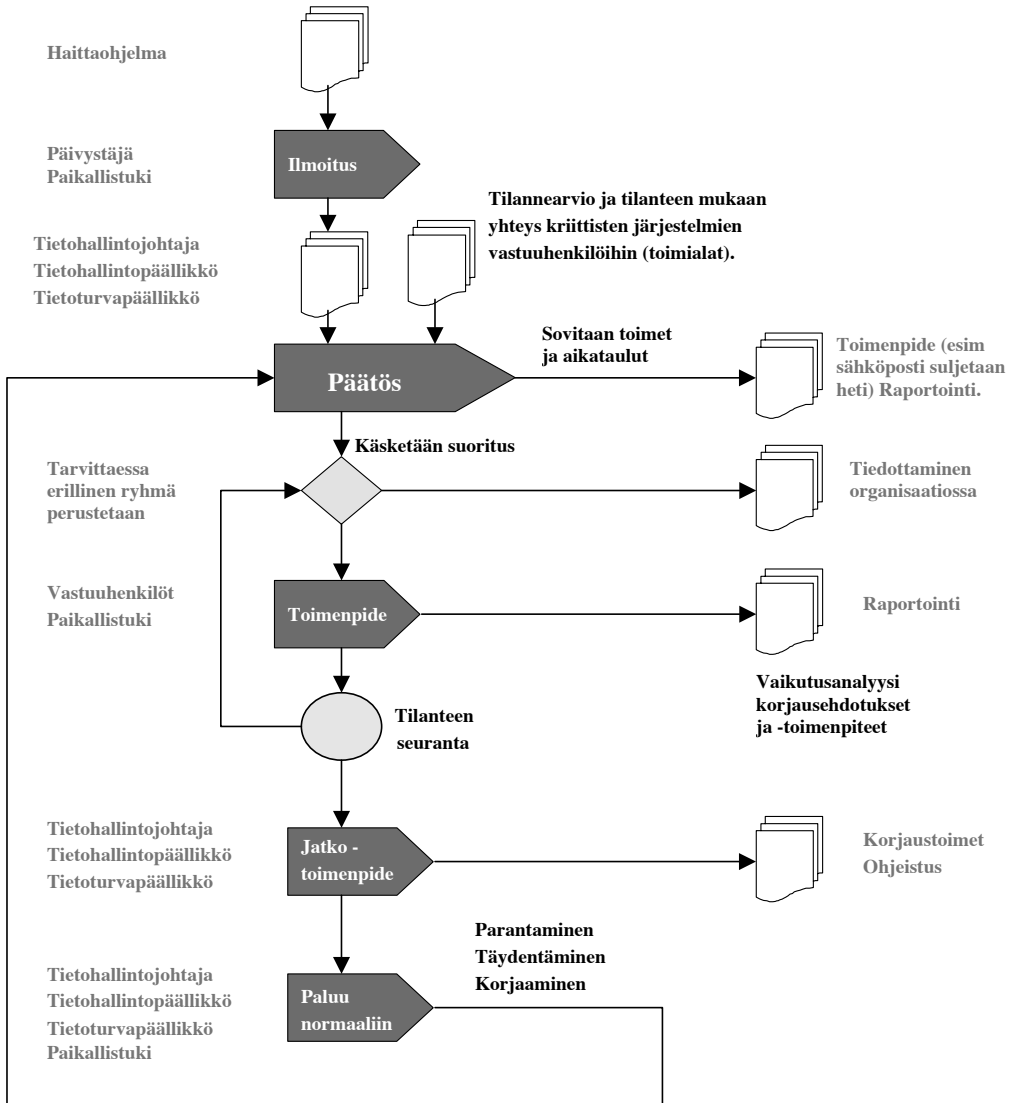 Haittaohjelma
Päivystäjä
Paikallistuki
Ilmoitus
Tilannearvio ja tilanteen mukaan
yhteys kriittisten järjestelmien
vastuuhenkilöihin (toimialat).
Tietohallintojohtaja
Tietohallintopäällikkö
Tietoturvapäällikkö
Päätös
Sovitaan toimet
ja aikataulut
Toimenpide (esim
sähköposti suljetaan
heti) Raportointi.
Käsketään suoritus
Tarvittaessa
erillinen ryhmä
perustetaan
Tiedottaminen
organisaatiossa
Vastuuhenkilöt
Paikallistuki
Toimenpide
Raportointi
Vaikutusanalyysi
korjausehdotukset
ja -toimenpiteet
Tilanteen
seuranta
Tietohallintojohtaja
Tietohallintopäällikkö
Tietoturvapäällikkö
Jatko -
toimenpide
Korjaustoimet
Ohjeistus
Parantaminen
Täydentäminen
Korjaaminen
Tietohallintojohtaja
Tietohallintopäällikkö
Tietoturvapäällikkö
Paikallistuki
Paluu
normaaliin